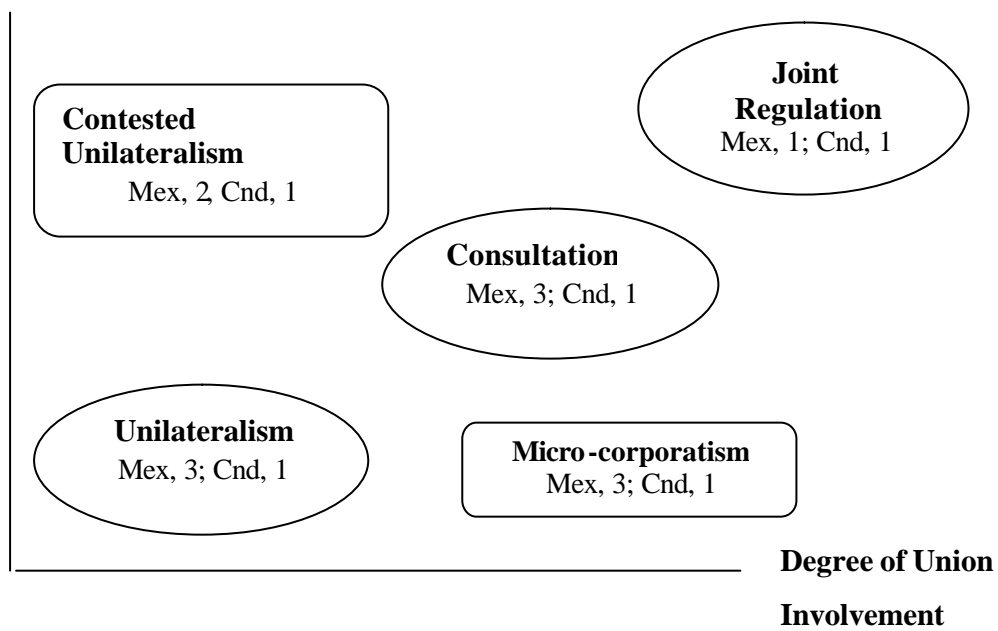 Joint
Regulation
Mex, 1; Cnd, 1
Contested
Unilateralism
Mex, 2, Cnd, 1
Consultation
Mex, 3; Cnd, 1
Unilateralism
Mex, 3; Cnd, 1
Micro-corporatism
Mex, 3; Cnd, 1
Degree of Union
Involvement